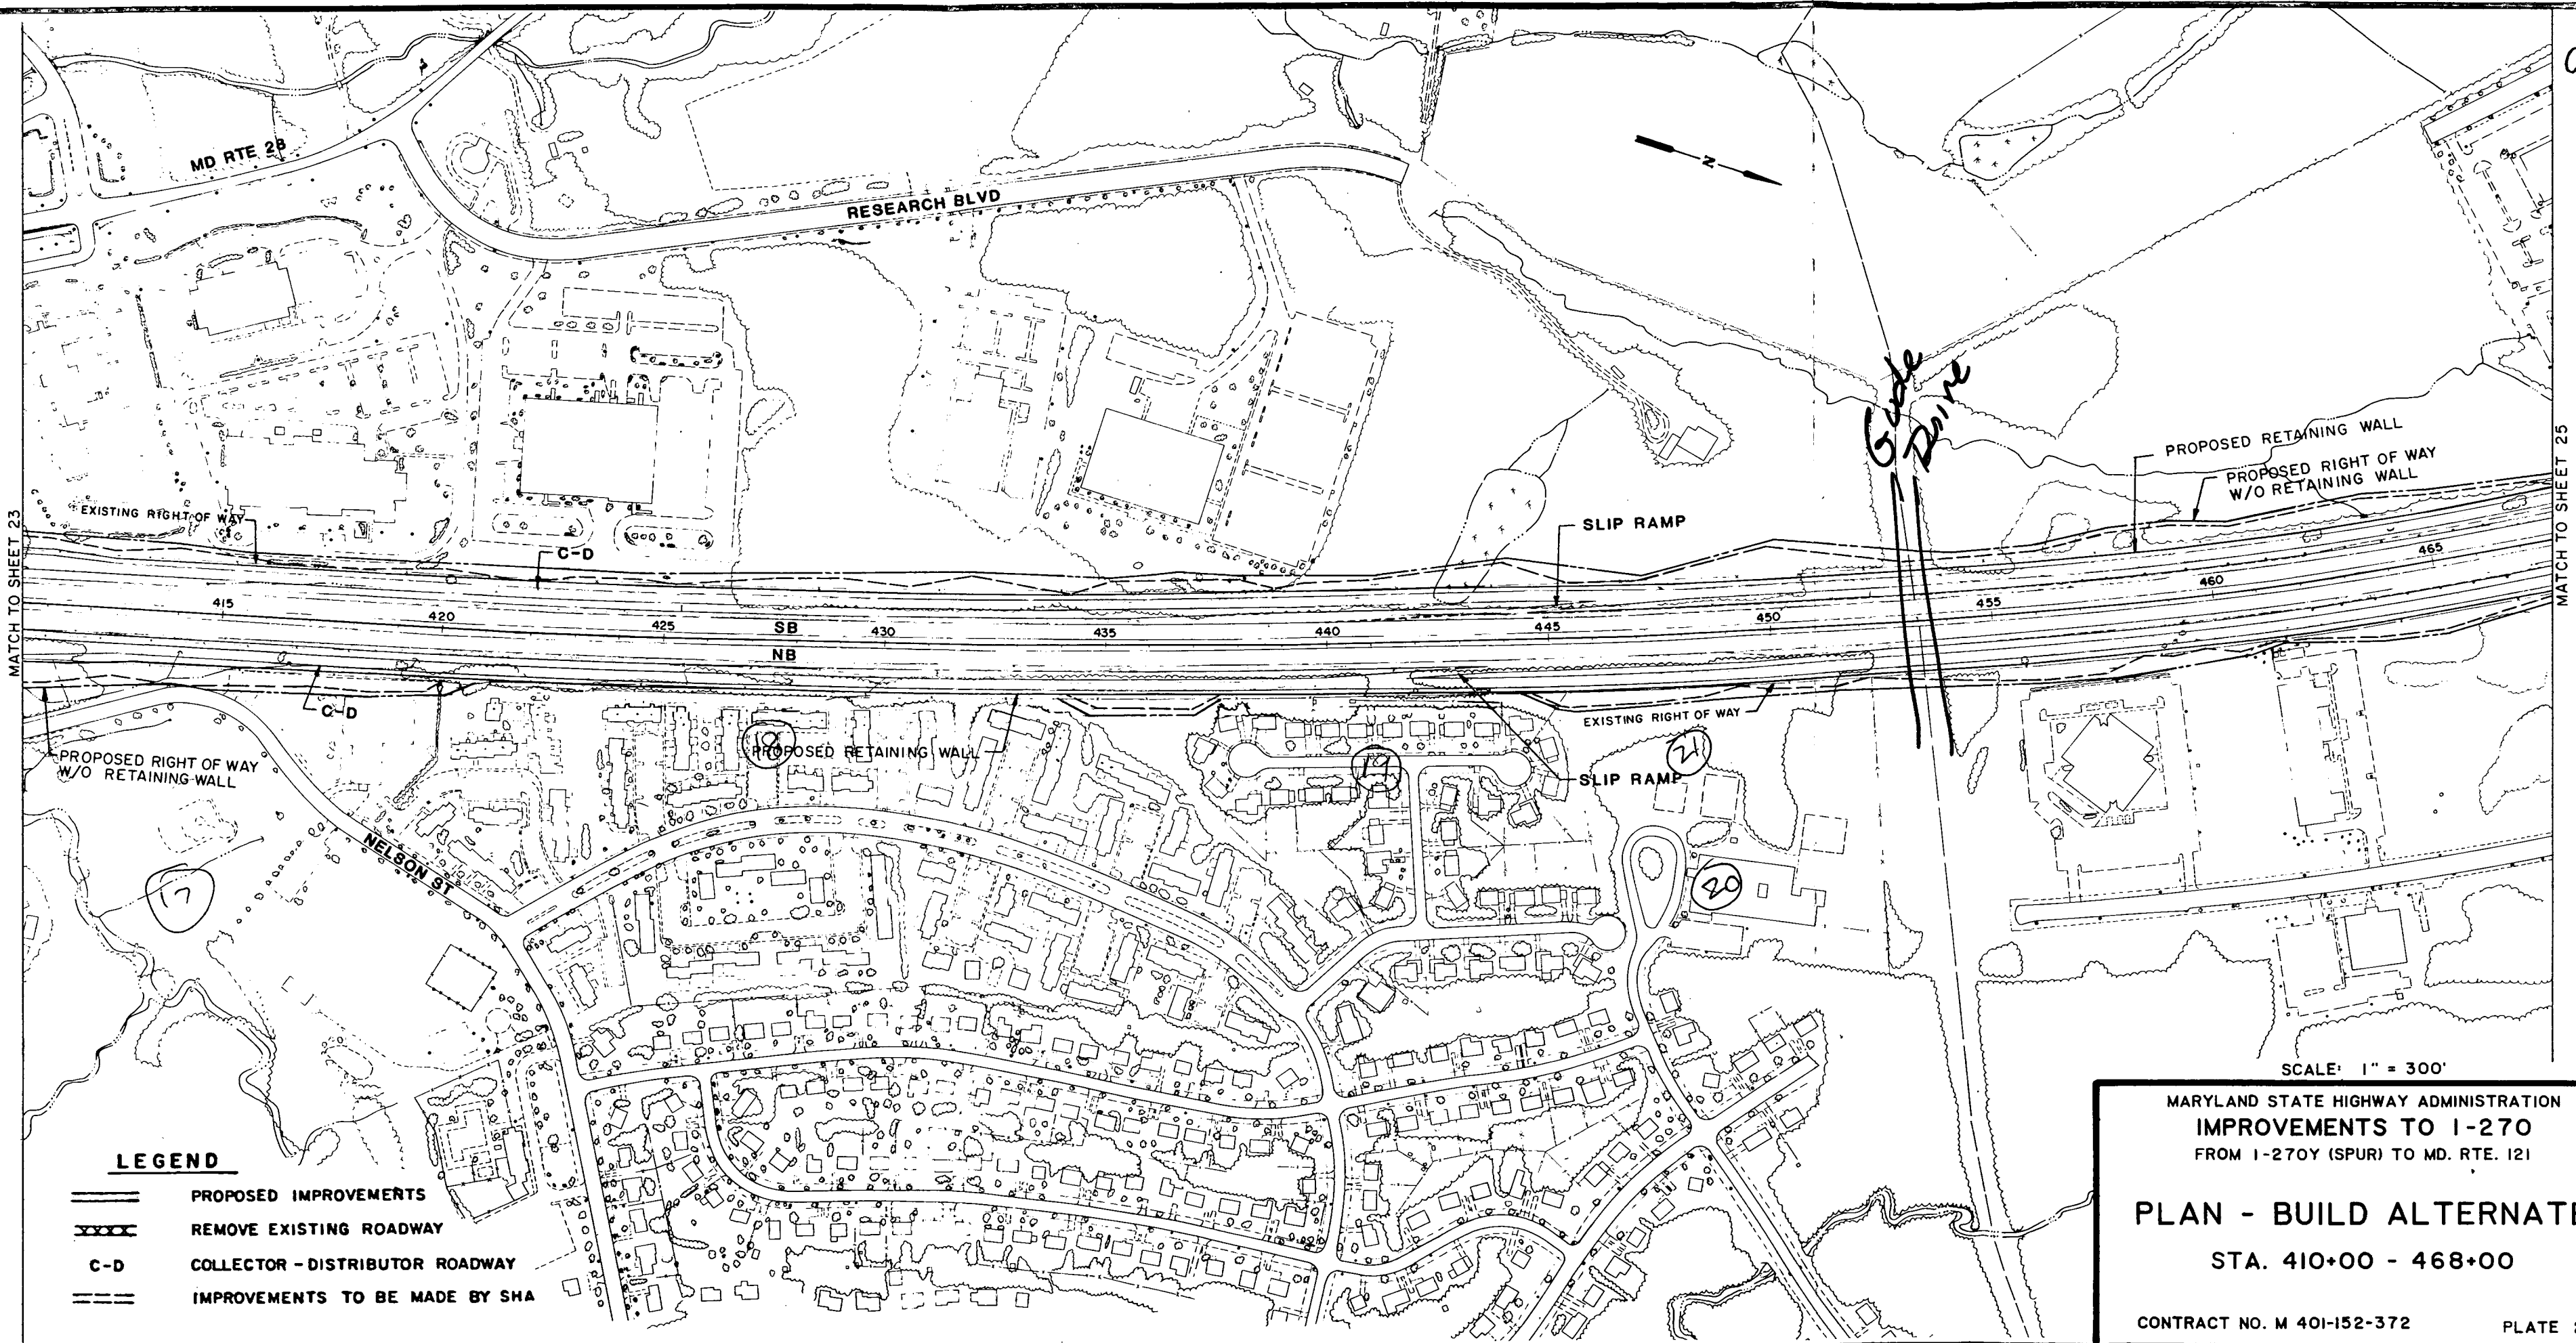 MD RTE 28
RESEARCH BLVD
N
Gude
Drive
PROPOSED RETAINING WALL
PROPOSED RIGHT OF WAY
W/O RETAINING WALL
MATCH TO SHEET 23
MATCH TO SHEET 25
EXISTING RIGHT OF WAY
C-D
SLIP RAMP
415
420
425
430
435
440
445
450
455
460
465
SB
NB
C-D
PROPOSED RIGHT OF WAY
W/O RETAINING WALL
18
PROPOSED RETAINING WALL
19
EXISTING RIGHT OF WAY
21
SLIP RAMP
20
NELSON ST
17
LEGEND
PROPOSED IMPROVEMENTS
REMOVE EXISTING ROADWAY
C-D COLLECTOR - DISTRIBUTOR ROADWAY
IMPROVEMENTS TO BE MADE BY SHA
SCALE: 1" = 300'
MARYLAND STATE HIGHWAY ADMINISTRATION
IMPROVEMENTS TO I-270
FROM I-270Y (SPUR) TO MD. RTE. 121
PLAN - BUILD ALTERNATE
STA. 410+00 - 468+00
CONTRACT NO. M 401-152-372
PLATE